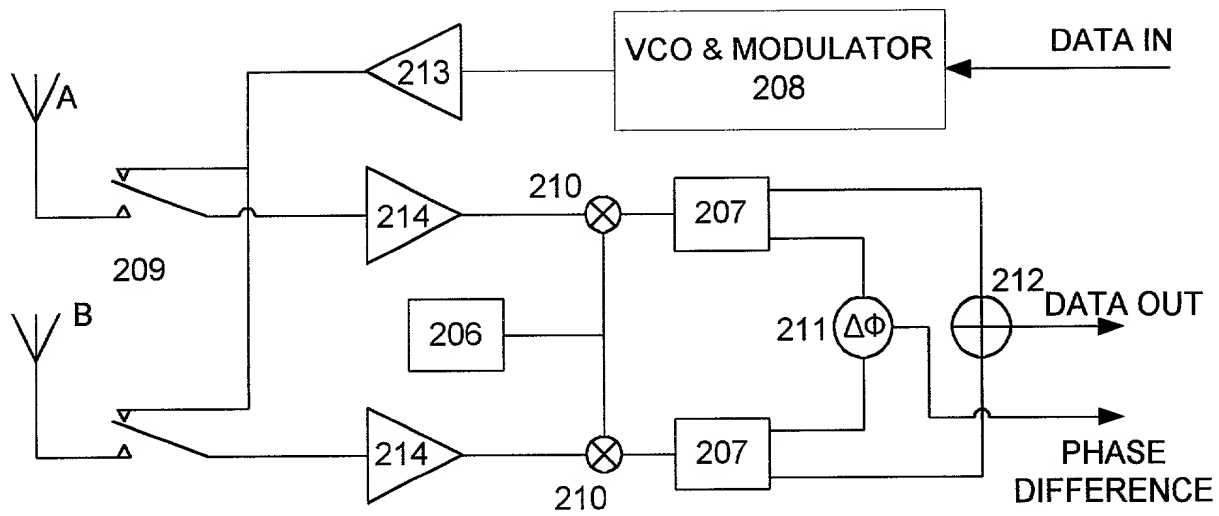 VCO & MODULATOR
208
DATA IN
213
A
210
214
207
209
212
B
206
211
ΔΦ
DATA OUT
214
207
210
PHASE
DIFFERENCE